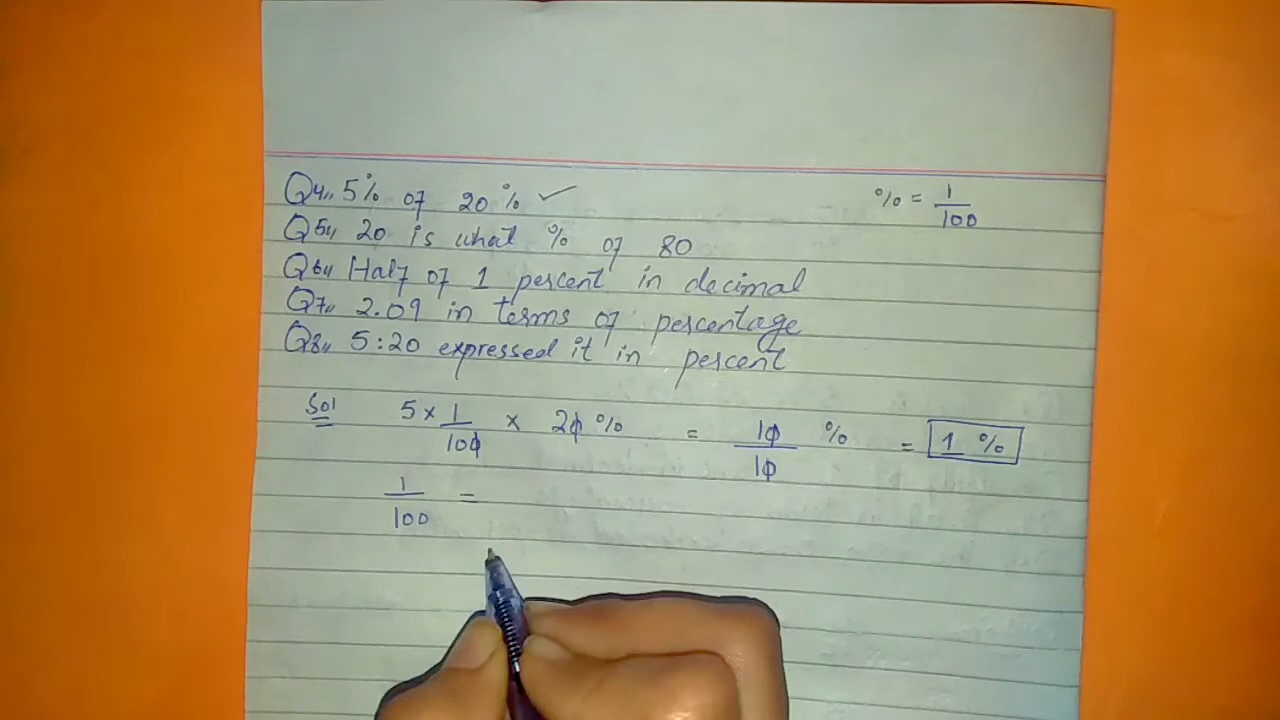 Q4,, 5% of 20% ✓
% = 1/100
Q5,, 20 is what % of 80
Q6,, Half of 1 percent in decimal
Q7,, 2.09 in terms of percentage
Q8,, 5:20 expressed it in percent
Sol 5 × 1/100 × 20 % = 10/10 % = 1 %
1/100 =